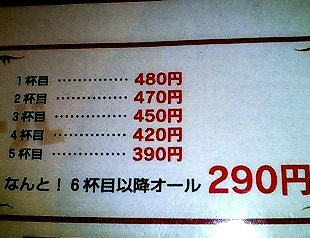 1杯目 ………… 480円
2杯目 ………… 470円
3杯目 ………… 450円
4杯目 ………… 420円
5杯目 ………… 390円
なんと！6杯目以降オール 290円